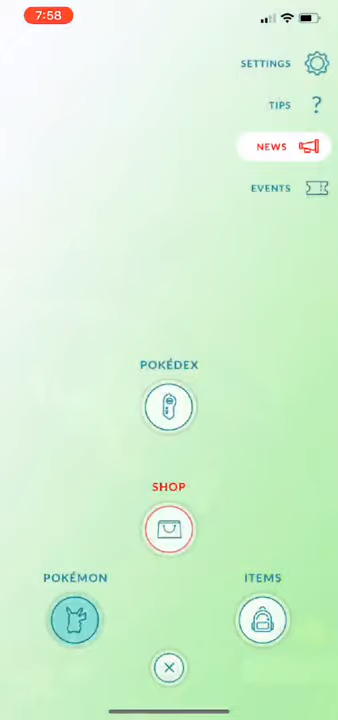 7:58
SETTINGS
TIPS ?
NEWS
EVENTS
POKÉDEX
SHOP
POKÉMON
ITEMS